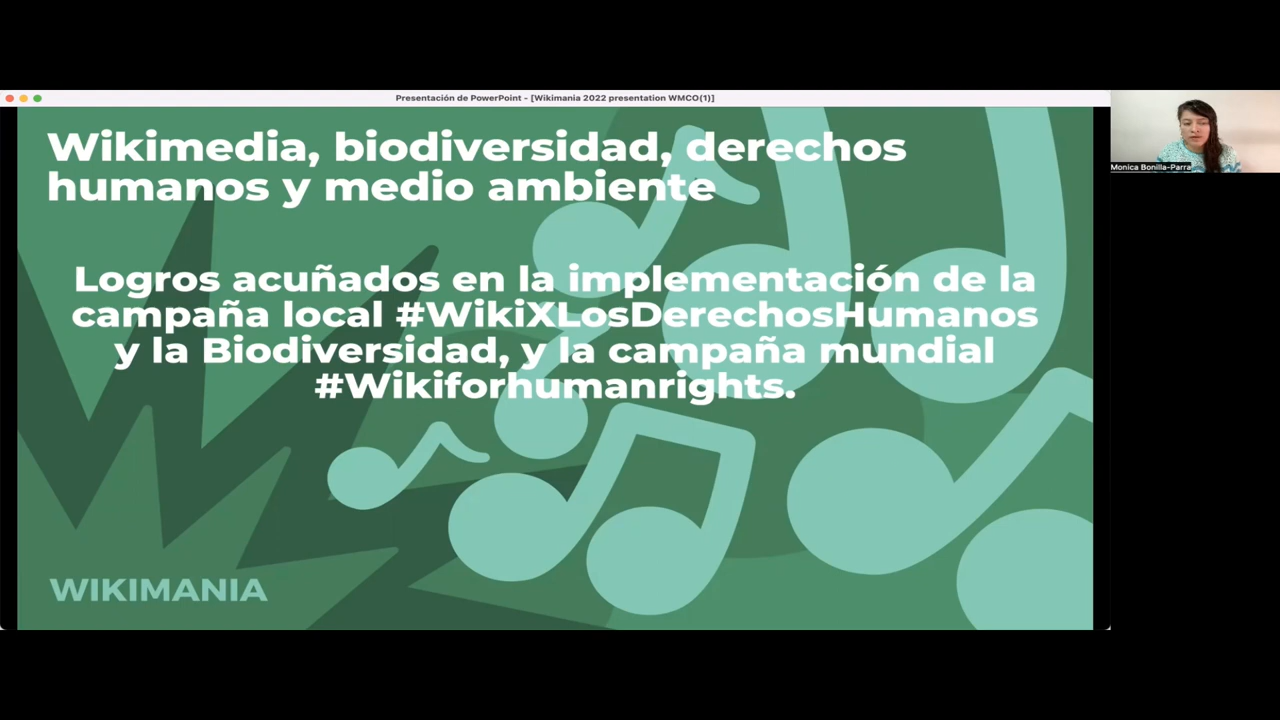 Presentación de PowerPoint - [Wikimania 2022 presentation WMCO(1)]
Wikimedia, biodiversidad, derechos
humanos y medio ambiente
Logros acuñados en la implementación de la
campaña local #WikiXLosDerechosHumanos
y la Biodiversidad, y la campaña mundial
#Wikiforhumanrights.
WIKIMANIA
Monica Bonilla-Parra